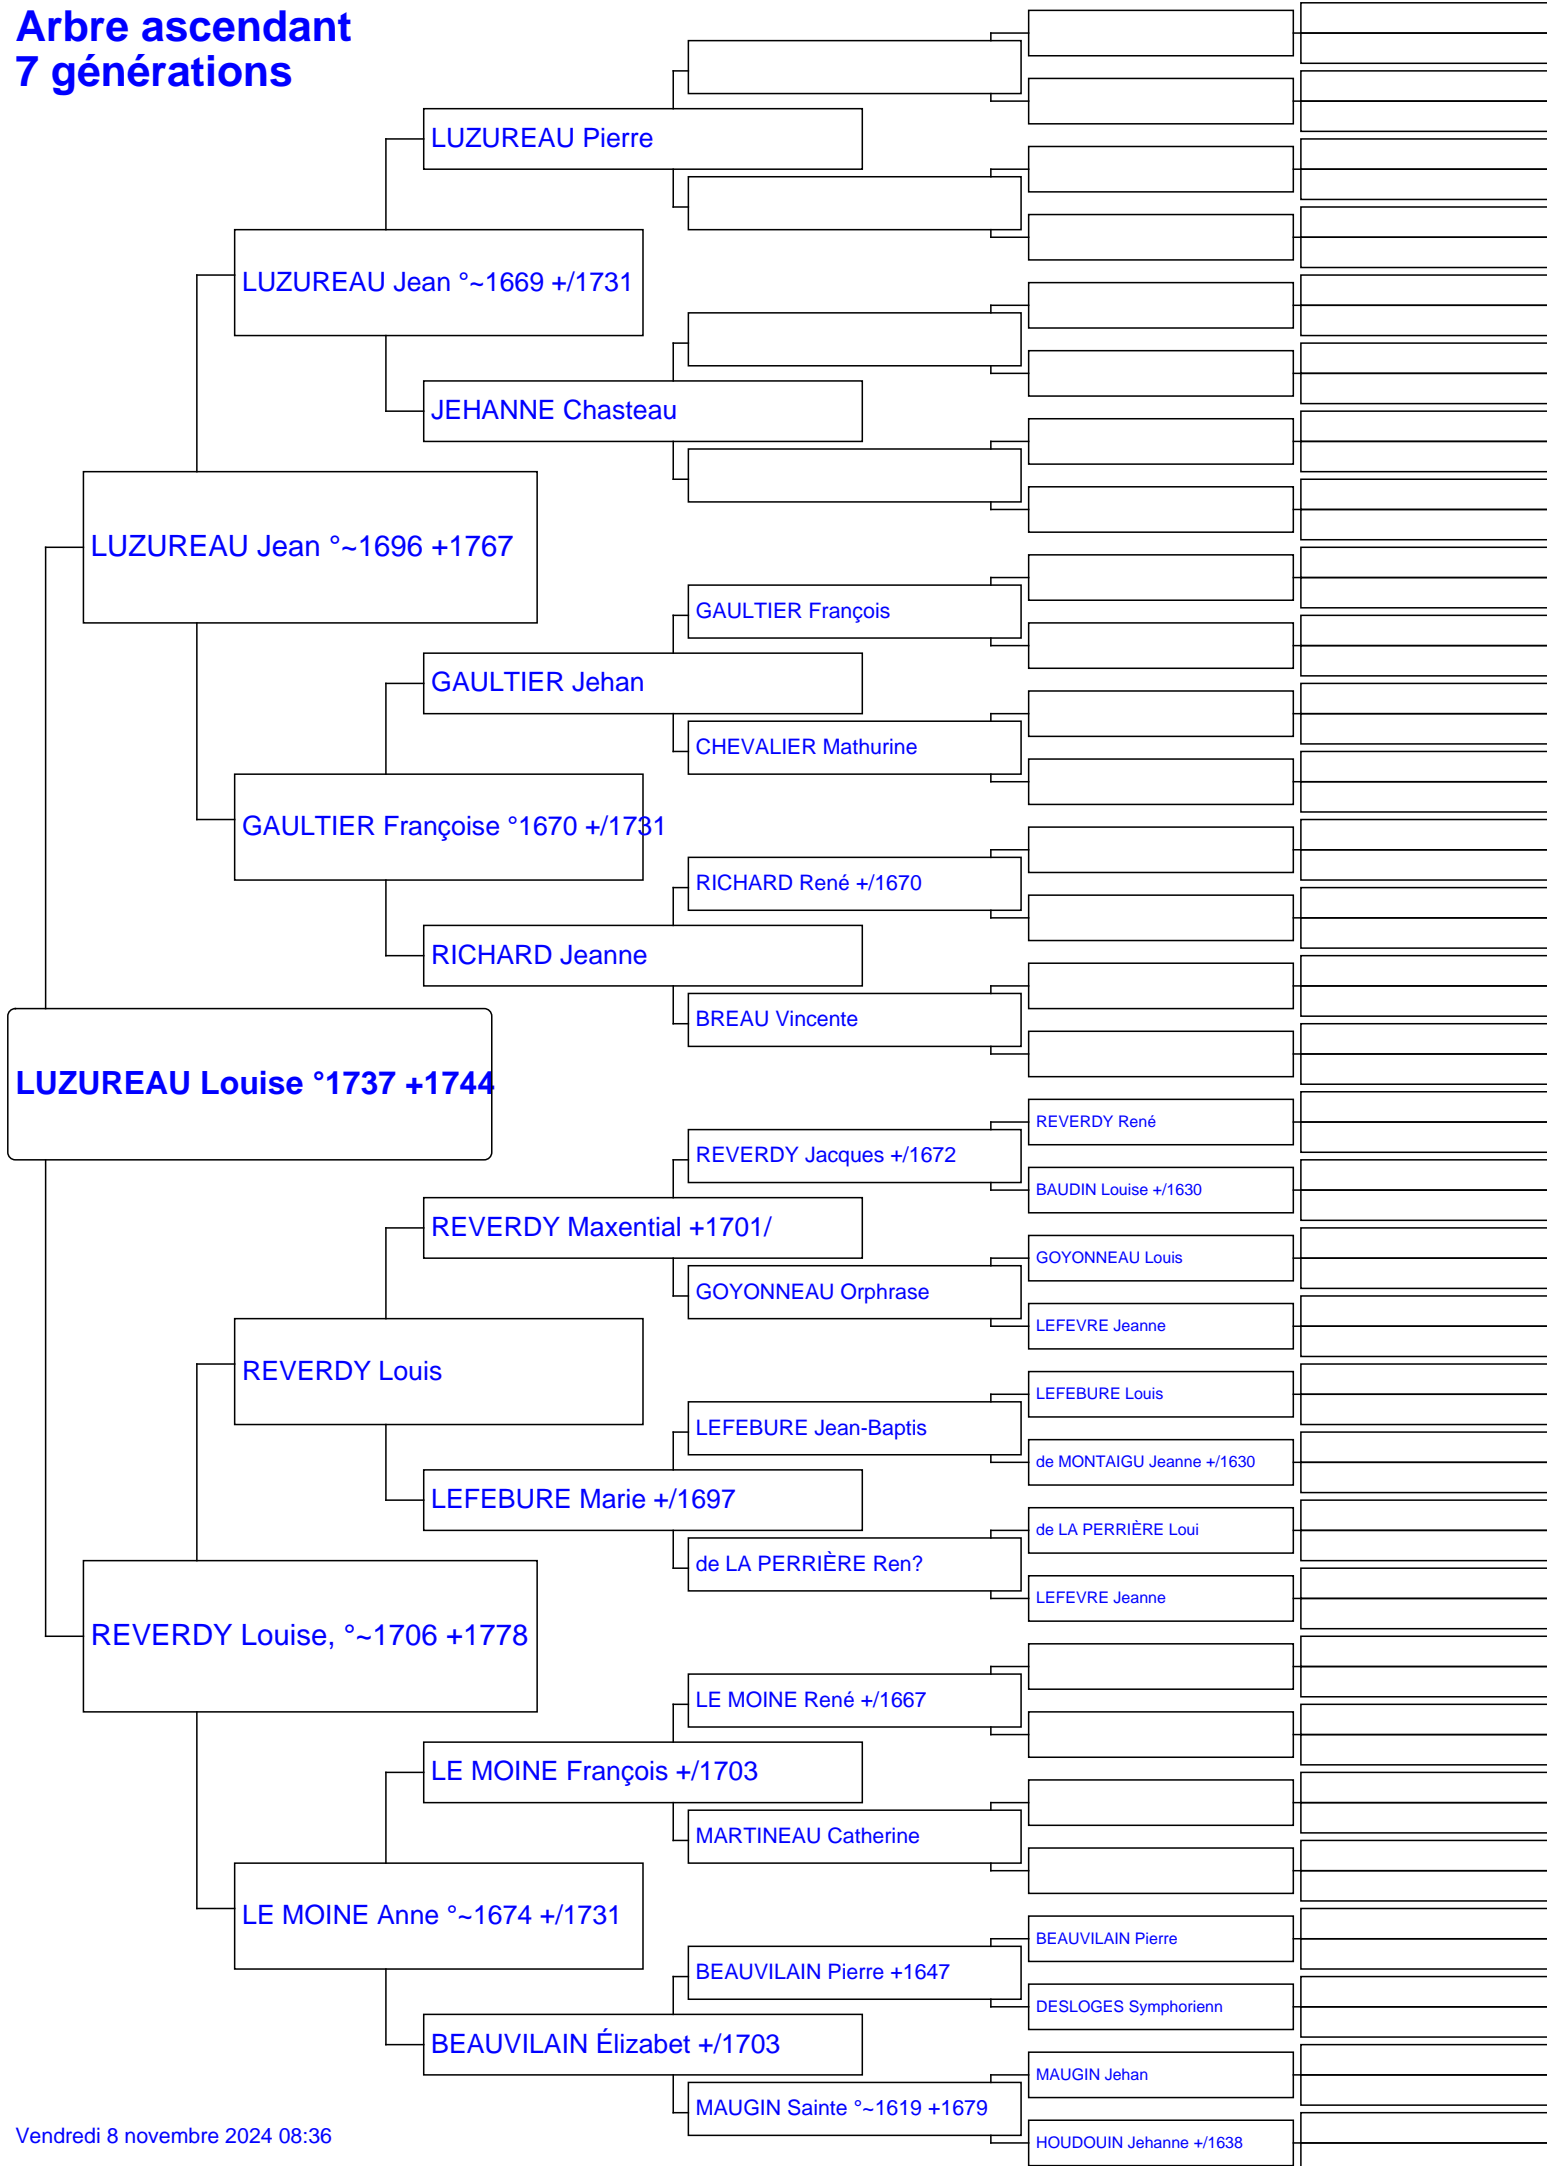 Arbre ascendant
7 générations
LUZUREAU Pierre
LUZUREAU Jean °~1669 +/1731
JEHANNE Chasteau
LUZUREAU Jean °~1696 +1767
GAULTIER François
GAULTIER Jehan
CHEVALIER Mathurine
GAULTIER Françoise °1670 +/1731
RICHARD René +/1670
RICHARD Jeanne
BREAU Vincente
LUZUREAU Louise °1737 +1744
REVERDY René
REVERDY Jacques +/1672
BAUDIN Louise +/1630
REVERDY Maxential +1701/
GOYONNEAU Louis
GOYONNEAU Orphrase
LEFEVRE Jeanne
REVERDY Louis
LEFEBURE Louis
LEFEBURE Jean-Baptis
de MONTAIGU Jeanne +/1630
LEFEBURE Marie +/1697
de LA PERRIÈRE Loui
de LA PERRIÈRE Ren?
LEFEVRE Jeanne
REVERDY Louise, °~1706 +1778
LE MOINE René +/1667
LE MOINE François +/1703
MARTINEAU Catherine
LE MOINE Anne °~1674 +/1731
BEAUVILAIN Pierre
BEAUVILAIN Pierre +1647
DESLOGES Symphorienn
BEAUVILAIN Élizabet +/1703
MAUGIN Jehan
MAUGIN Sainte °~1619 +1679
HOUDOUIN Jehanne +/1638
Vendredi 8 novembre 2024 08:36